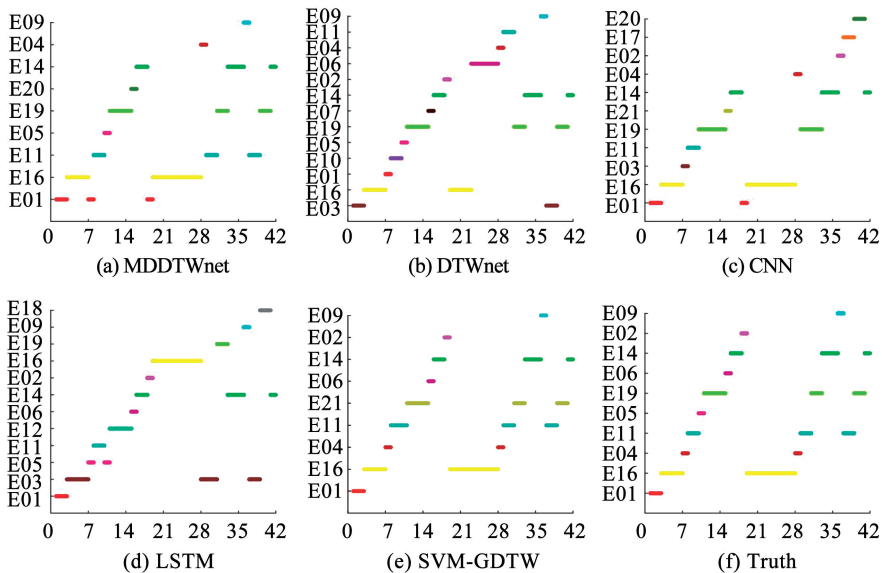 E09
E04
E14
E20
E19
E05
E11
E16
E01
0 7 14 21 28 35 42
(a) MDDTWnet
E09
E11
E04
E06
E02
E14
E07
E19
E05
E10
E01
E16
E03
0 7 14 21 28 35 42
(b) DTWnet
E20
E17
E02
E04
E14
E21
E19
E11
E03
E16
E01
0 7 14 21 28 35 42
(c) CNN
E18
E09
E19
E16
E02
E14
E06
E12
E11
E05
E03
E01
0 7 14 21 28 35 42
(d) LSTM
E09
E02
E14
E06
E21
E11
E04
E16
E01
0 7 14 21 28 35 42
(e) SVM-GDTW
E09
E02
E14
E06
E19
E05
E11
E04
E16
E01
0 7 14 21 28 35 42
(f) Truth